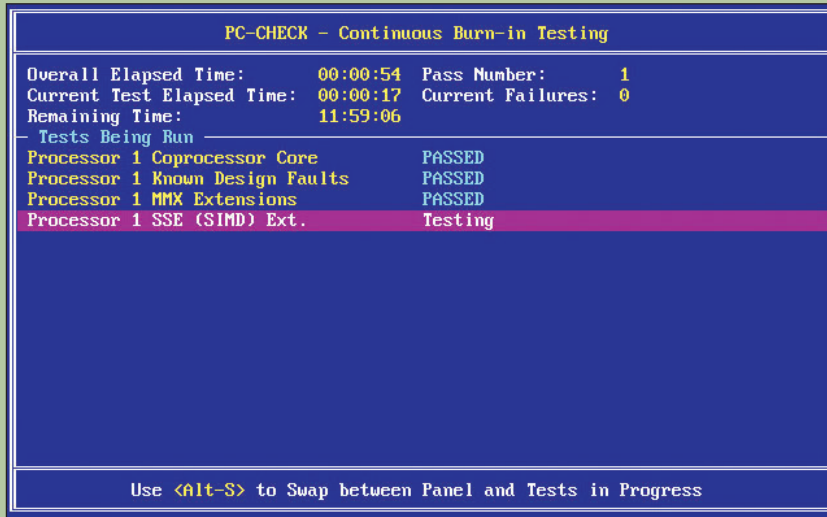 PC-CHECK - Continuous Burn-in Testing
Overall Elapsed Time: 00:00:54 Pass Number: 1
Current Test Elapsed Time: 00:00:17 Current Failures: 0
Remaining Time: 11:59:06
Tests Being Run
Processor 1 Coprocessor Core PASSED
Processor 1 Known Design Faults PASSED
Processor 1 MMX Extensions PASSED
Processor 1 SSE (SIMD) Ext. Testing
Use <Alt-S> to Swap between Panel and Tests in Progress